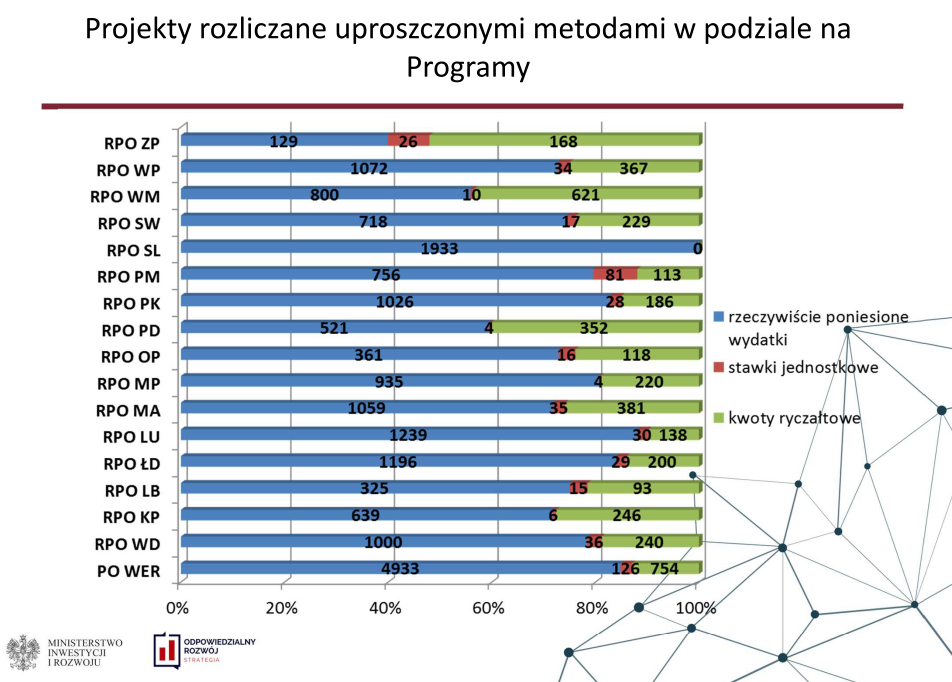 Projekty rozliczane uproszczonymi metodami w podziale na
Programy
RPO ZP 129 26 168
RPO WP 1072 34 367
RPO WM 800 10 621
RPO SW 718 17 229
RPO SL 1933 0
RPO PM 756 81 113
RPO PK 1026 28 186
RPO PD 521 4 352
RPO OP 361 16 118
RPO MP 935 4 220
RPO MA 1059 35 381
RPO LU 1239 30 138
RPO ŁD 1196 29 200
RPO LB 325 15 93
RPO KP 639 6 246
RPO WD 1000 36 240
PO WER 4933 126 754
0% 20% 40% 60% 80% 100%
rzeczywiście poniesione
wydatki
stawki jednostkowe
kwoty ryczałtowe
MINISTERSTWO
INWESTYCJI
I ROZWOJU
ODPOWIEDZIALNY
ROZWÓJ
STRATEGIA